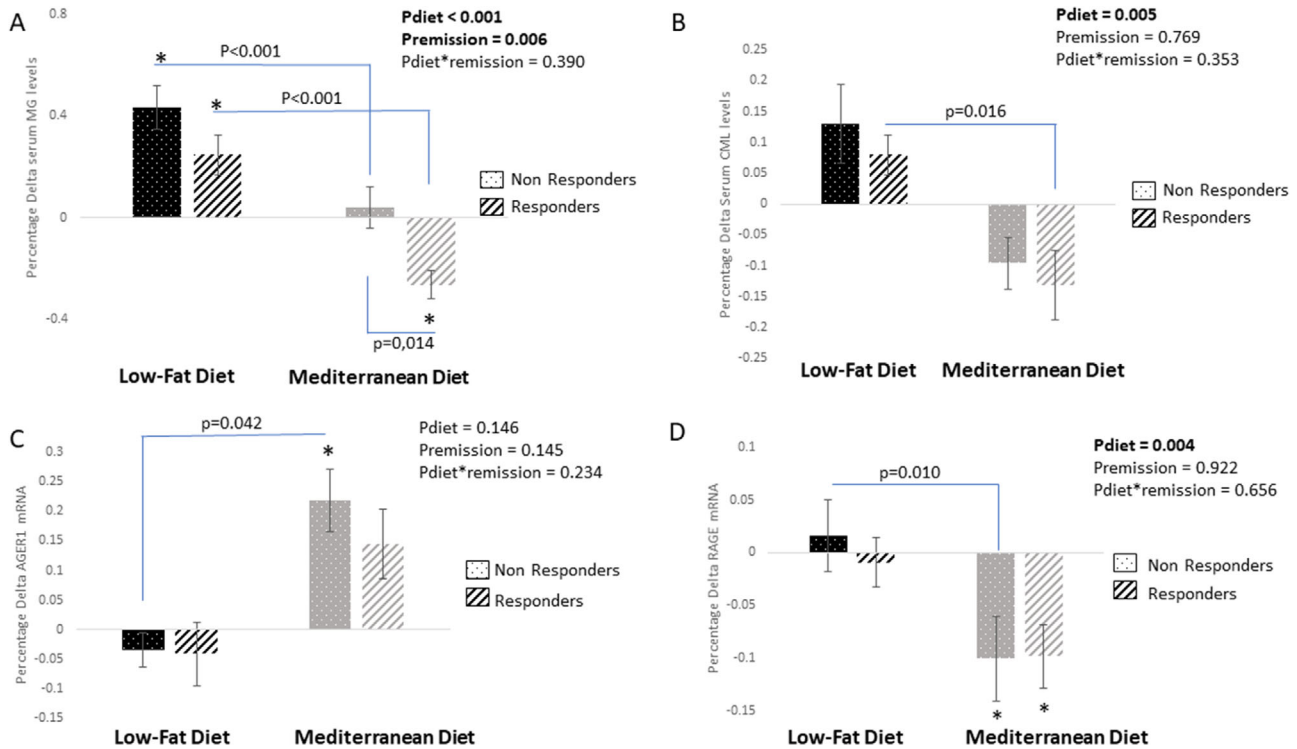 A
Percentage Delta serum MG levels
0.8
0.4
0
-0.4
*
P<0.001
*
P<0.001
Pdiet < 0.001
Premission = 0.006
Pdiet*remission = 0.390
Non Responders
Responders
*
p=0,014
Low-Fat Diet
Mediterranean Diet
B
Percentage Delta Serum CML levels
0.25
0.2
0.15
0.1
0.05
0
-0.05
-0.1
-0.15
-0.2
-0.25
Pdiet = 0.005
Premission = 0.769
Pdiet*remission = 0.353
p=0.016
Non Responders
Responders
Low-Fat Diet
Mediterranean Diet
C
Percentage Delta AGER1 mRNA
0.3
0.25
0.2
0.15
0.1
0.05
0
-0.05
-0.1
-0.15
p=0.042
*
Pdiet = 0.146
Premission = 0.145
Pdiet*remission = 0.234
Non Responders
Responders
Low-Fat Diet
Mediterranean Diet
D
Percentage Delta RAGE mRNA
0.1
0.05
0
-0.05
-0.1
-0.15
p=0.010
Pdiet = 0.004
Premission = 0.922
Pdiet*remission = 0.656
Non Responders
Responders
*
*
Low-Fat Diet
Mediterranean Diet